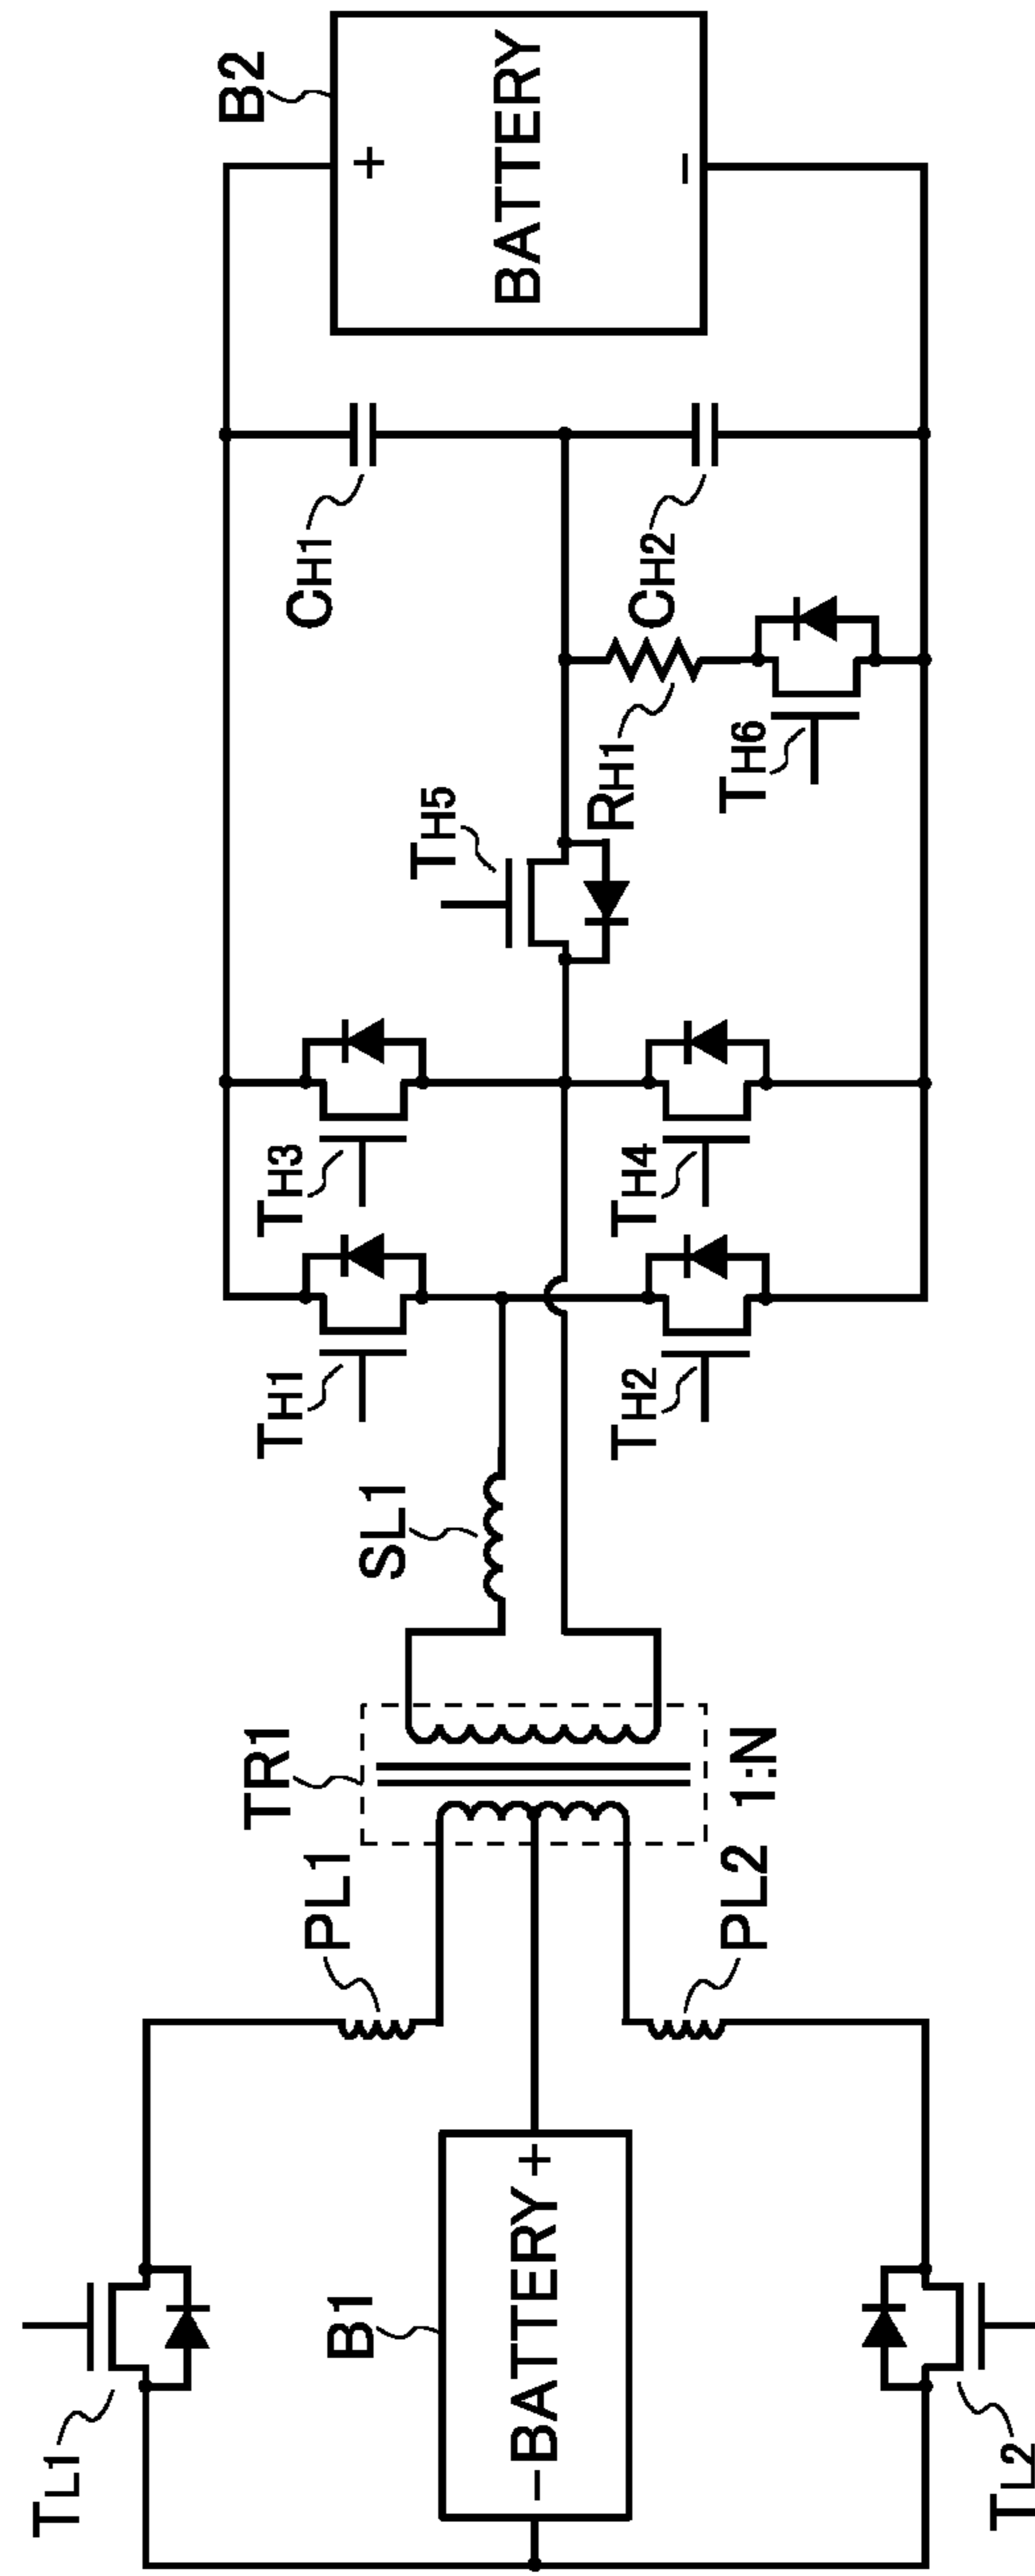 B2
+
BATTERY
-
CH1
CH2
RH1
TH6
TH5
TH3
TH4
TH1
TH2
SL1
TR1
1:N
PL1
PL2
B1
-BATTERY+
TL1
TL2